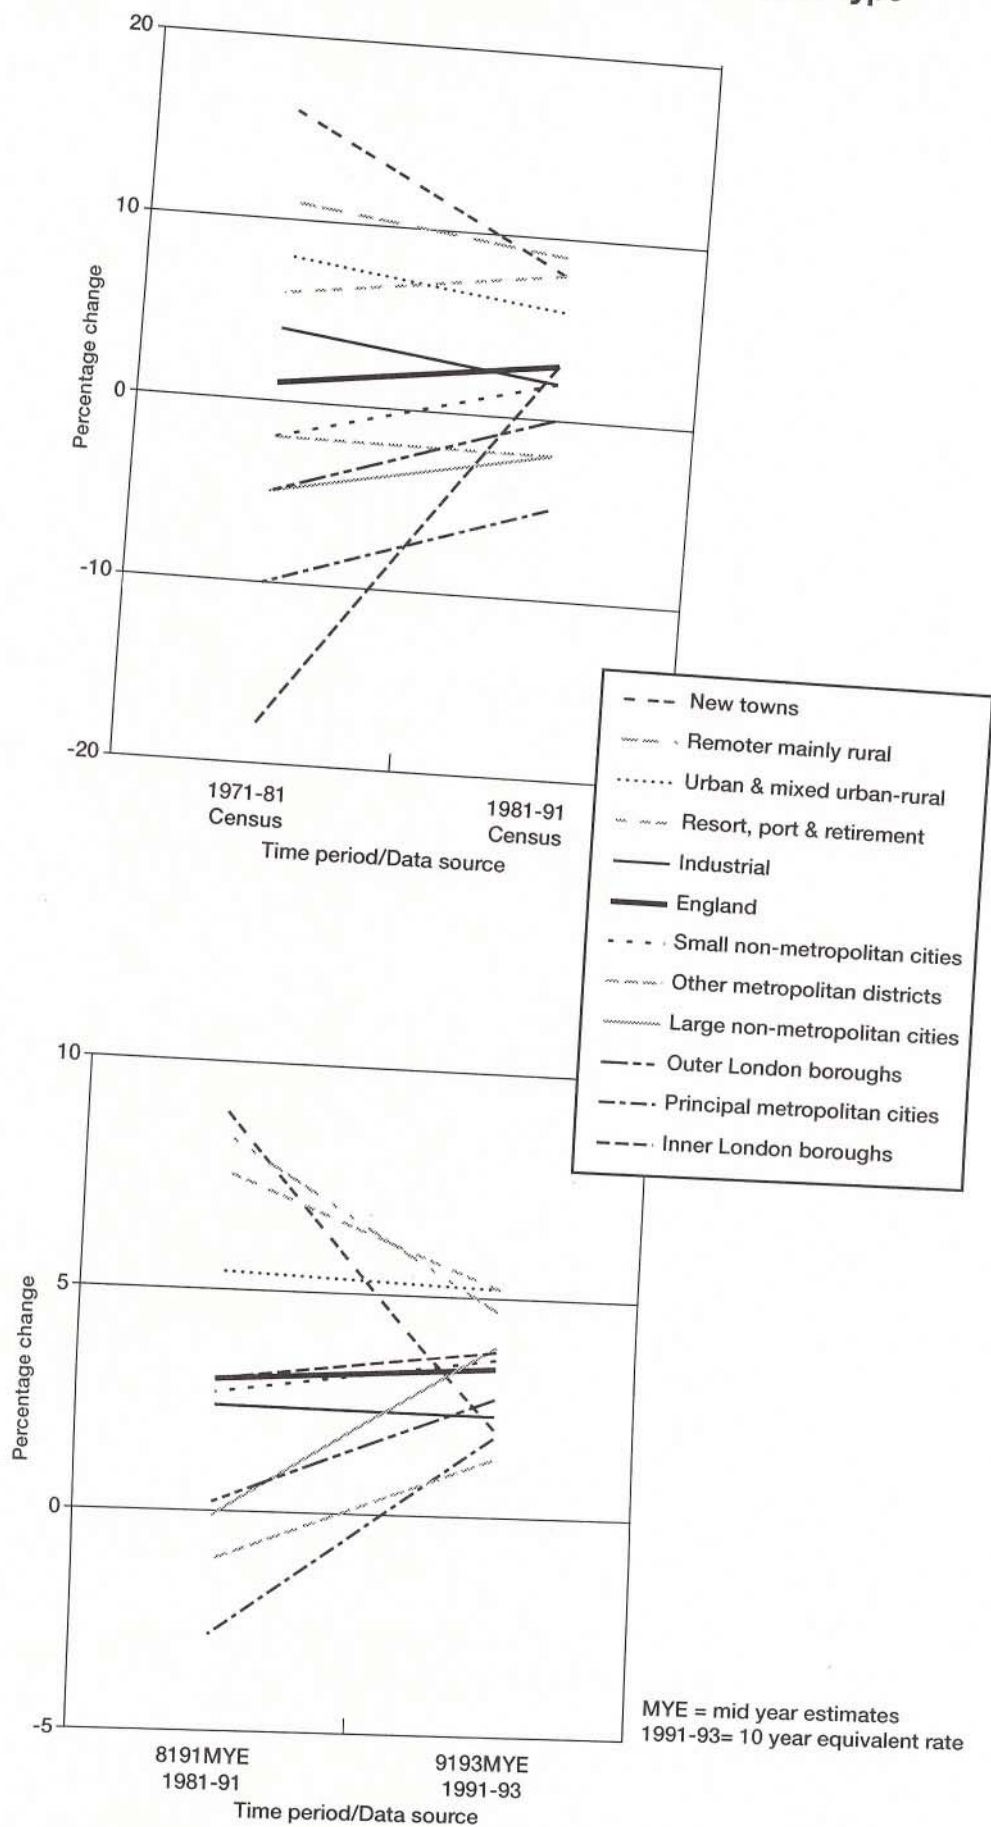 20
10
0
-10
-20
Percentage change
1971-81
Census
1981-91
Census
Time period/Data source
New towns
Remoter mainly rural
Urban & mixed urban-rural
Resort, port & retirement
Industrial
England
Small non-metropolitan cities
Other metropolitan districts
Large non-metropolitan cities
Outer London boroughs
Principal metropolitan cities
Inner London boroughs
10
5
0
-5
Percentage change
8191MYE
1981-91
9193MYE
1991-93
Time period/Data source
MYE = mid year estimates
1991-93= 10 year equivalent rate